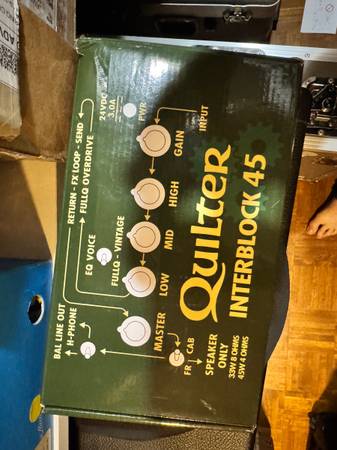 INPUT
PWR
24VDC
3.0A
GAIN
RETURN - FX LOOP - SEND
FULLQ OVERDRIVE
HIGH
EQ VOICE
FULLQ - VINTAGE
MID
LOW
BAL LINE OUT
H-PHONE
MASTER
FR
CAB
SPEAKER
ONLY
33W 8 OHMS
45W 4 OHMS
QUILTER
INTERBLOCK 45